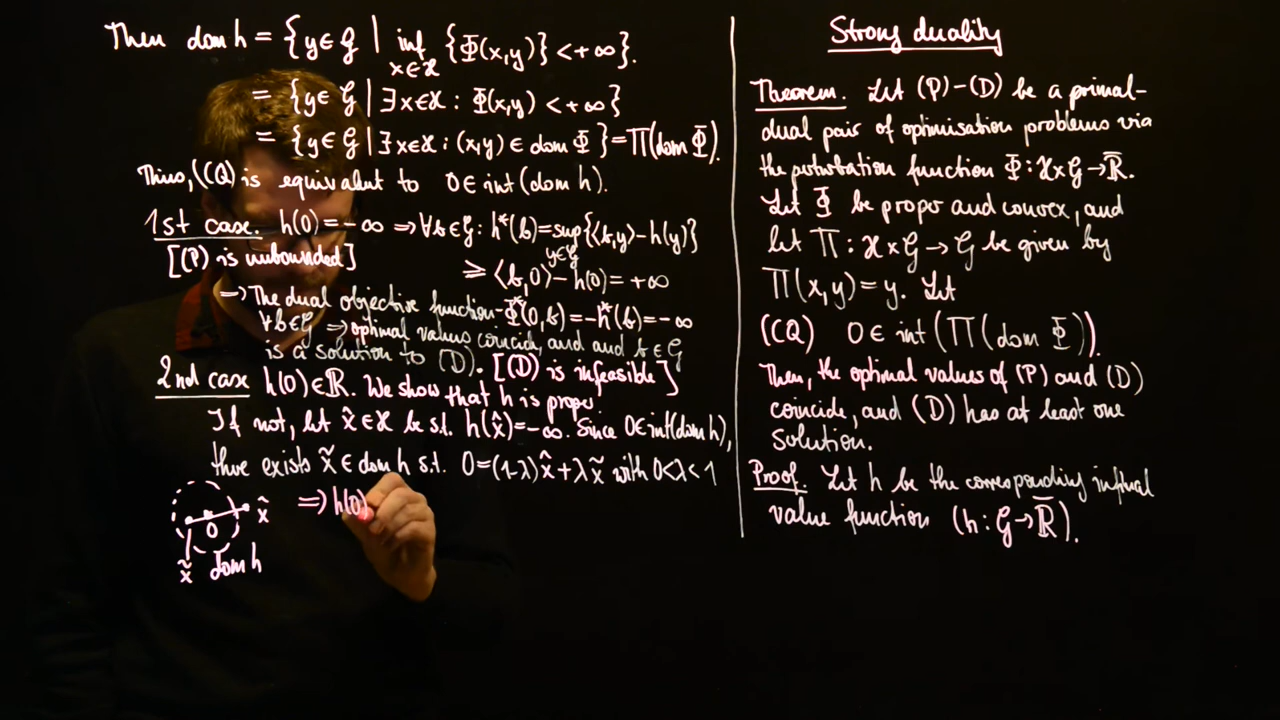 Then dom h = {y ∈ 𝒢 | inf_{x∈𝓗} {Φ(x,y)} < +∞}.
= {y ∈ 𝒢 | ∃x∈𝓗 : Φ(x,y) < +∞}
= {y ∈ 𝒢 | ∃x∈𝓗 : (x,y) ∈ dom Φ} = Π(dom Φ).
Thus, (CQ) is equivalent to 0 ∈ int(dom h).
1st case. h(0) = -∞ ⇒ ∀b∈𝒢: h*(b) = sup_{y∈𝒢} {⟨b,y⟩ - h(y)}
[(P) is unbounded] ≥ ⟨b,0⟩ - h(0) = +∞
⇒ The dual objective function -Φ*(0,b) = -h*(b) = -∞
∀b∈𝒢 ⇒ optimal values coincide, and and b ∈ 𝒢
is a solution to (D). [(D) is infeasible]
2nd case h(0) ∈ ℝ. We show that h is proper
If not, let x̂ ∈ 𝓗 be s.t. h(x̂) = -∞. Since 0 ∈ int(dom h),
there exists x̃ ∈ dom h s.t. 0 = (1-λ)x̂ + λx̃ with 0 < λ < 1
0 x̂ ⇒ h(0)
x̃ dom h
Strong duality
Theorem. Let (P)-(D) be a primal-
dual pair of optimisation problems via
the perturbation function Φ : 𝓗×𝒢 → ℝ̄.
Let Φ be proper and convex, and
let Π : 𝓗×𝒢 → 𝒢 be given by
Π(x,y) = y. Let
(CQ) 0 ∈ int(Π(dom Φ)).
Then, the optimal values of (P) and (D)
coincide, and (D) has at least one
solution.
Proof. Let h be the corresponding infimal
value function (h : 𝒢 → ℝ̄).